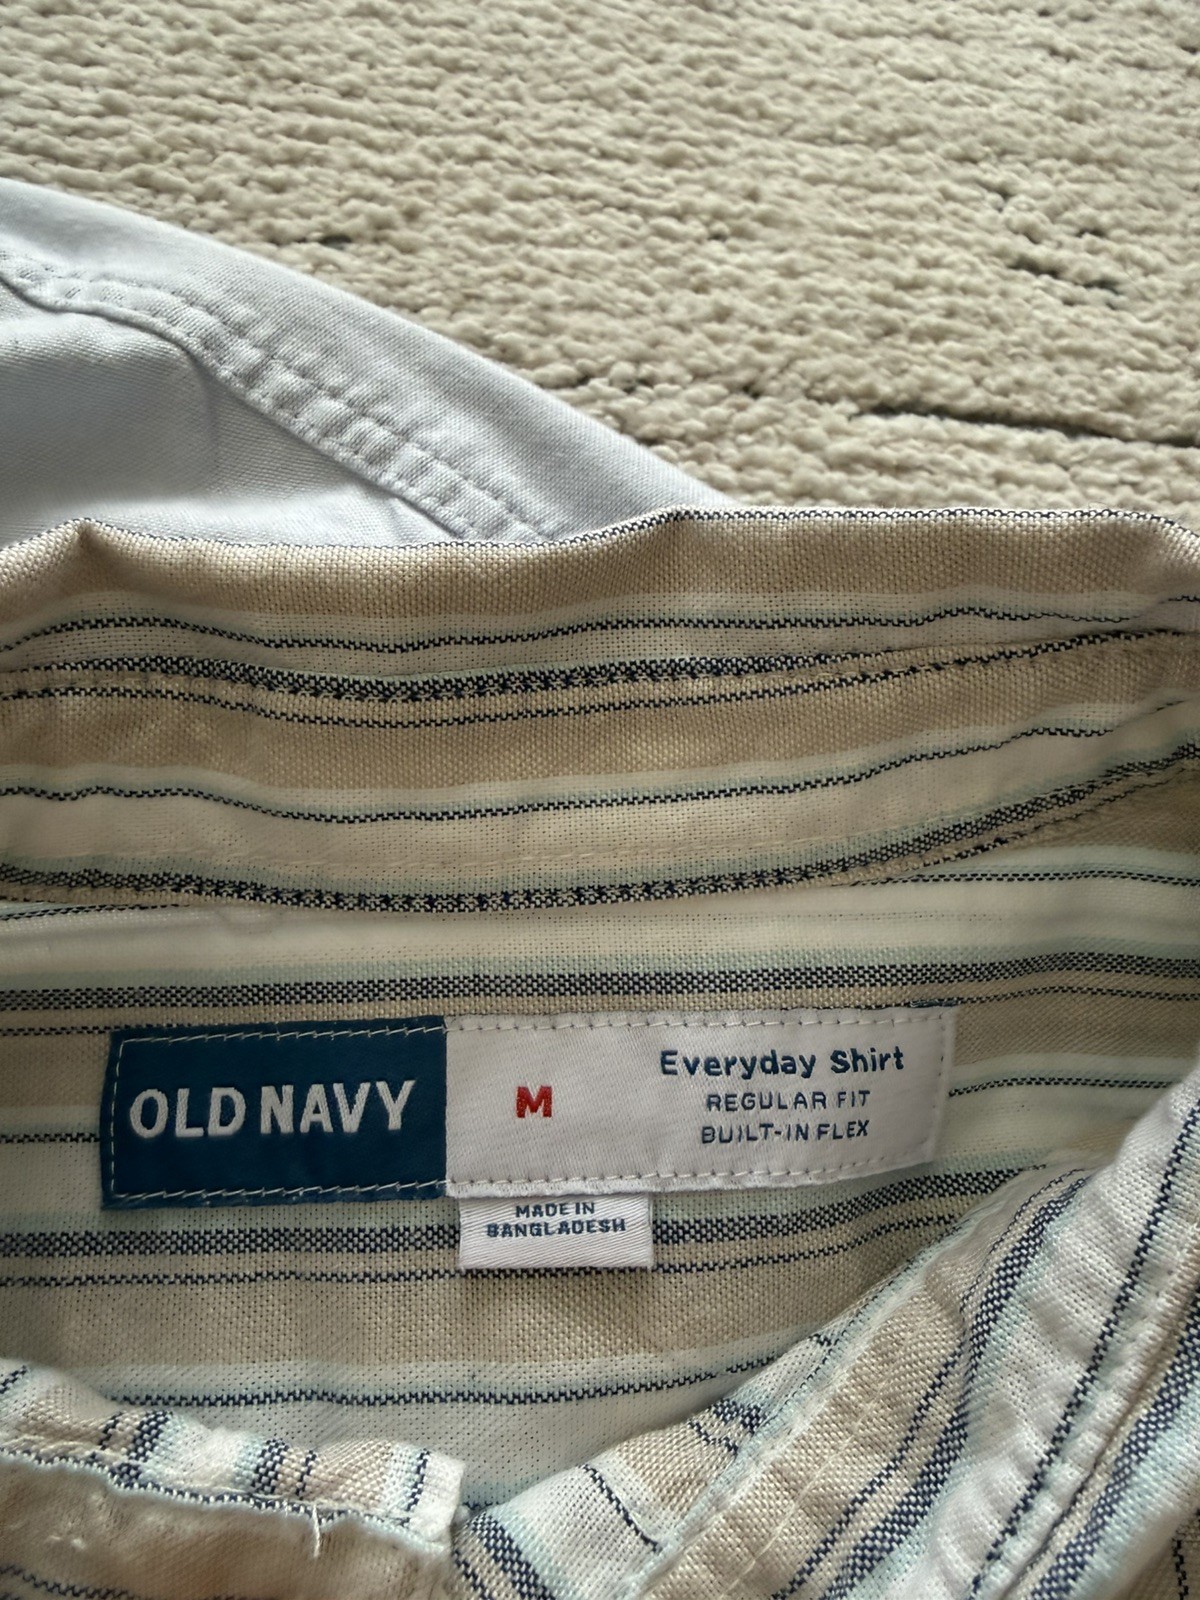 OLD NAVY
M
Everyday Shirt
REGULAR FIT
BUILT-IN FLEX
MADE IN
BANGLADESH